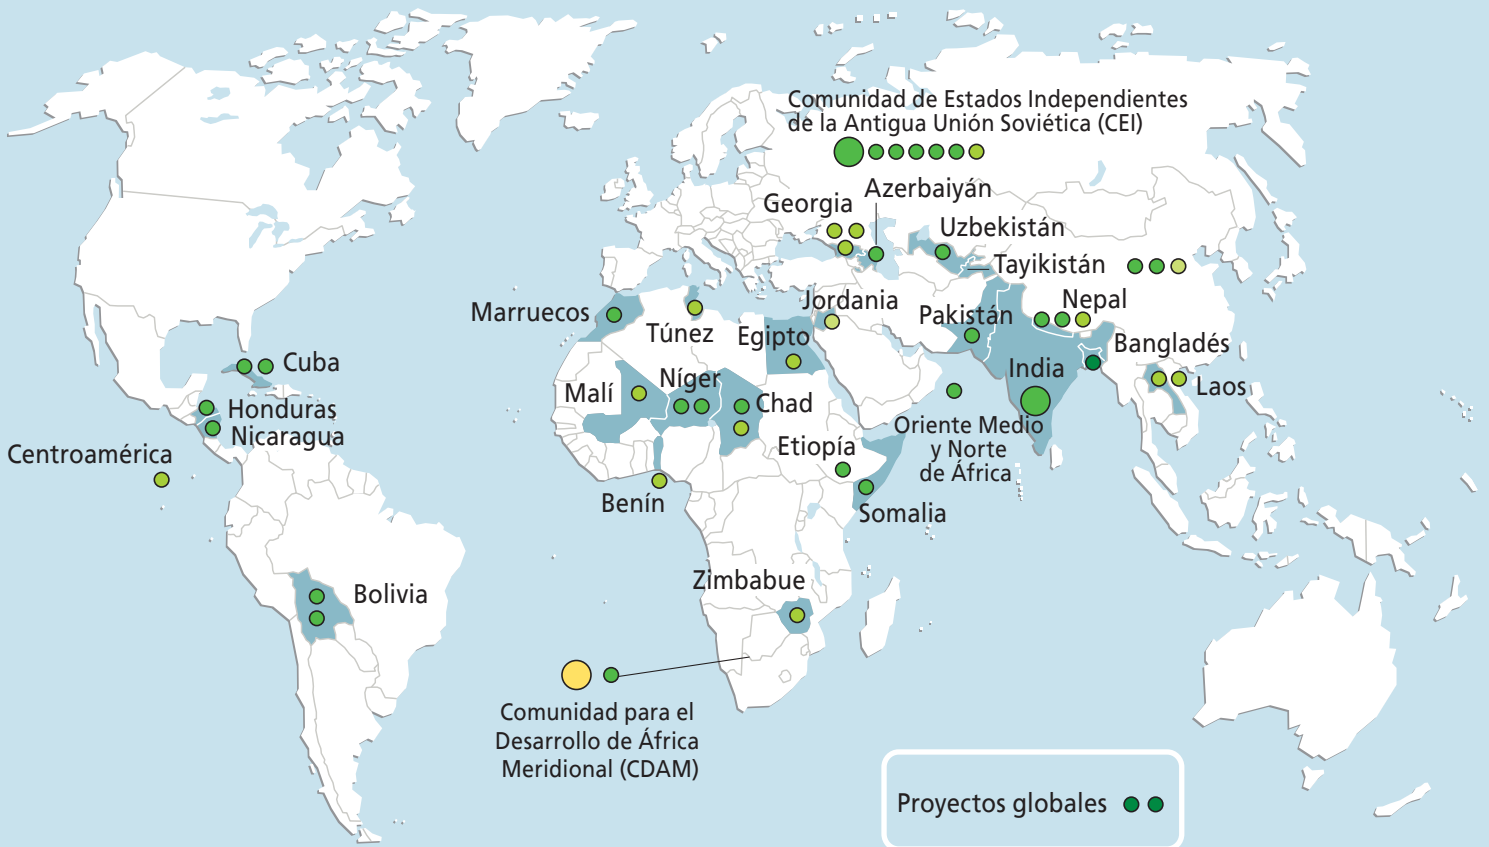 Comunidad de Estados Independientes
de la Antigua Unión Soviética (CEI)
Azerbaiyán
Georgia
Uzbekistán
Tayikistán
Jordania
Nepal
Marruecos
Túnez
Egipto
Pakistán
Bangladés
Cuba
India
Laos
Malí
Níger
Chad
Honduras
Nicaragua
Oriente Medio
y Norte
de África
Etiopía
Centroamérica
Benín
Somalia
Bolivia
Zimbabue
Comunidad para el
Desarrollo de África
Meridional (CDAM)
Proyectos globales